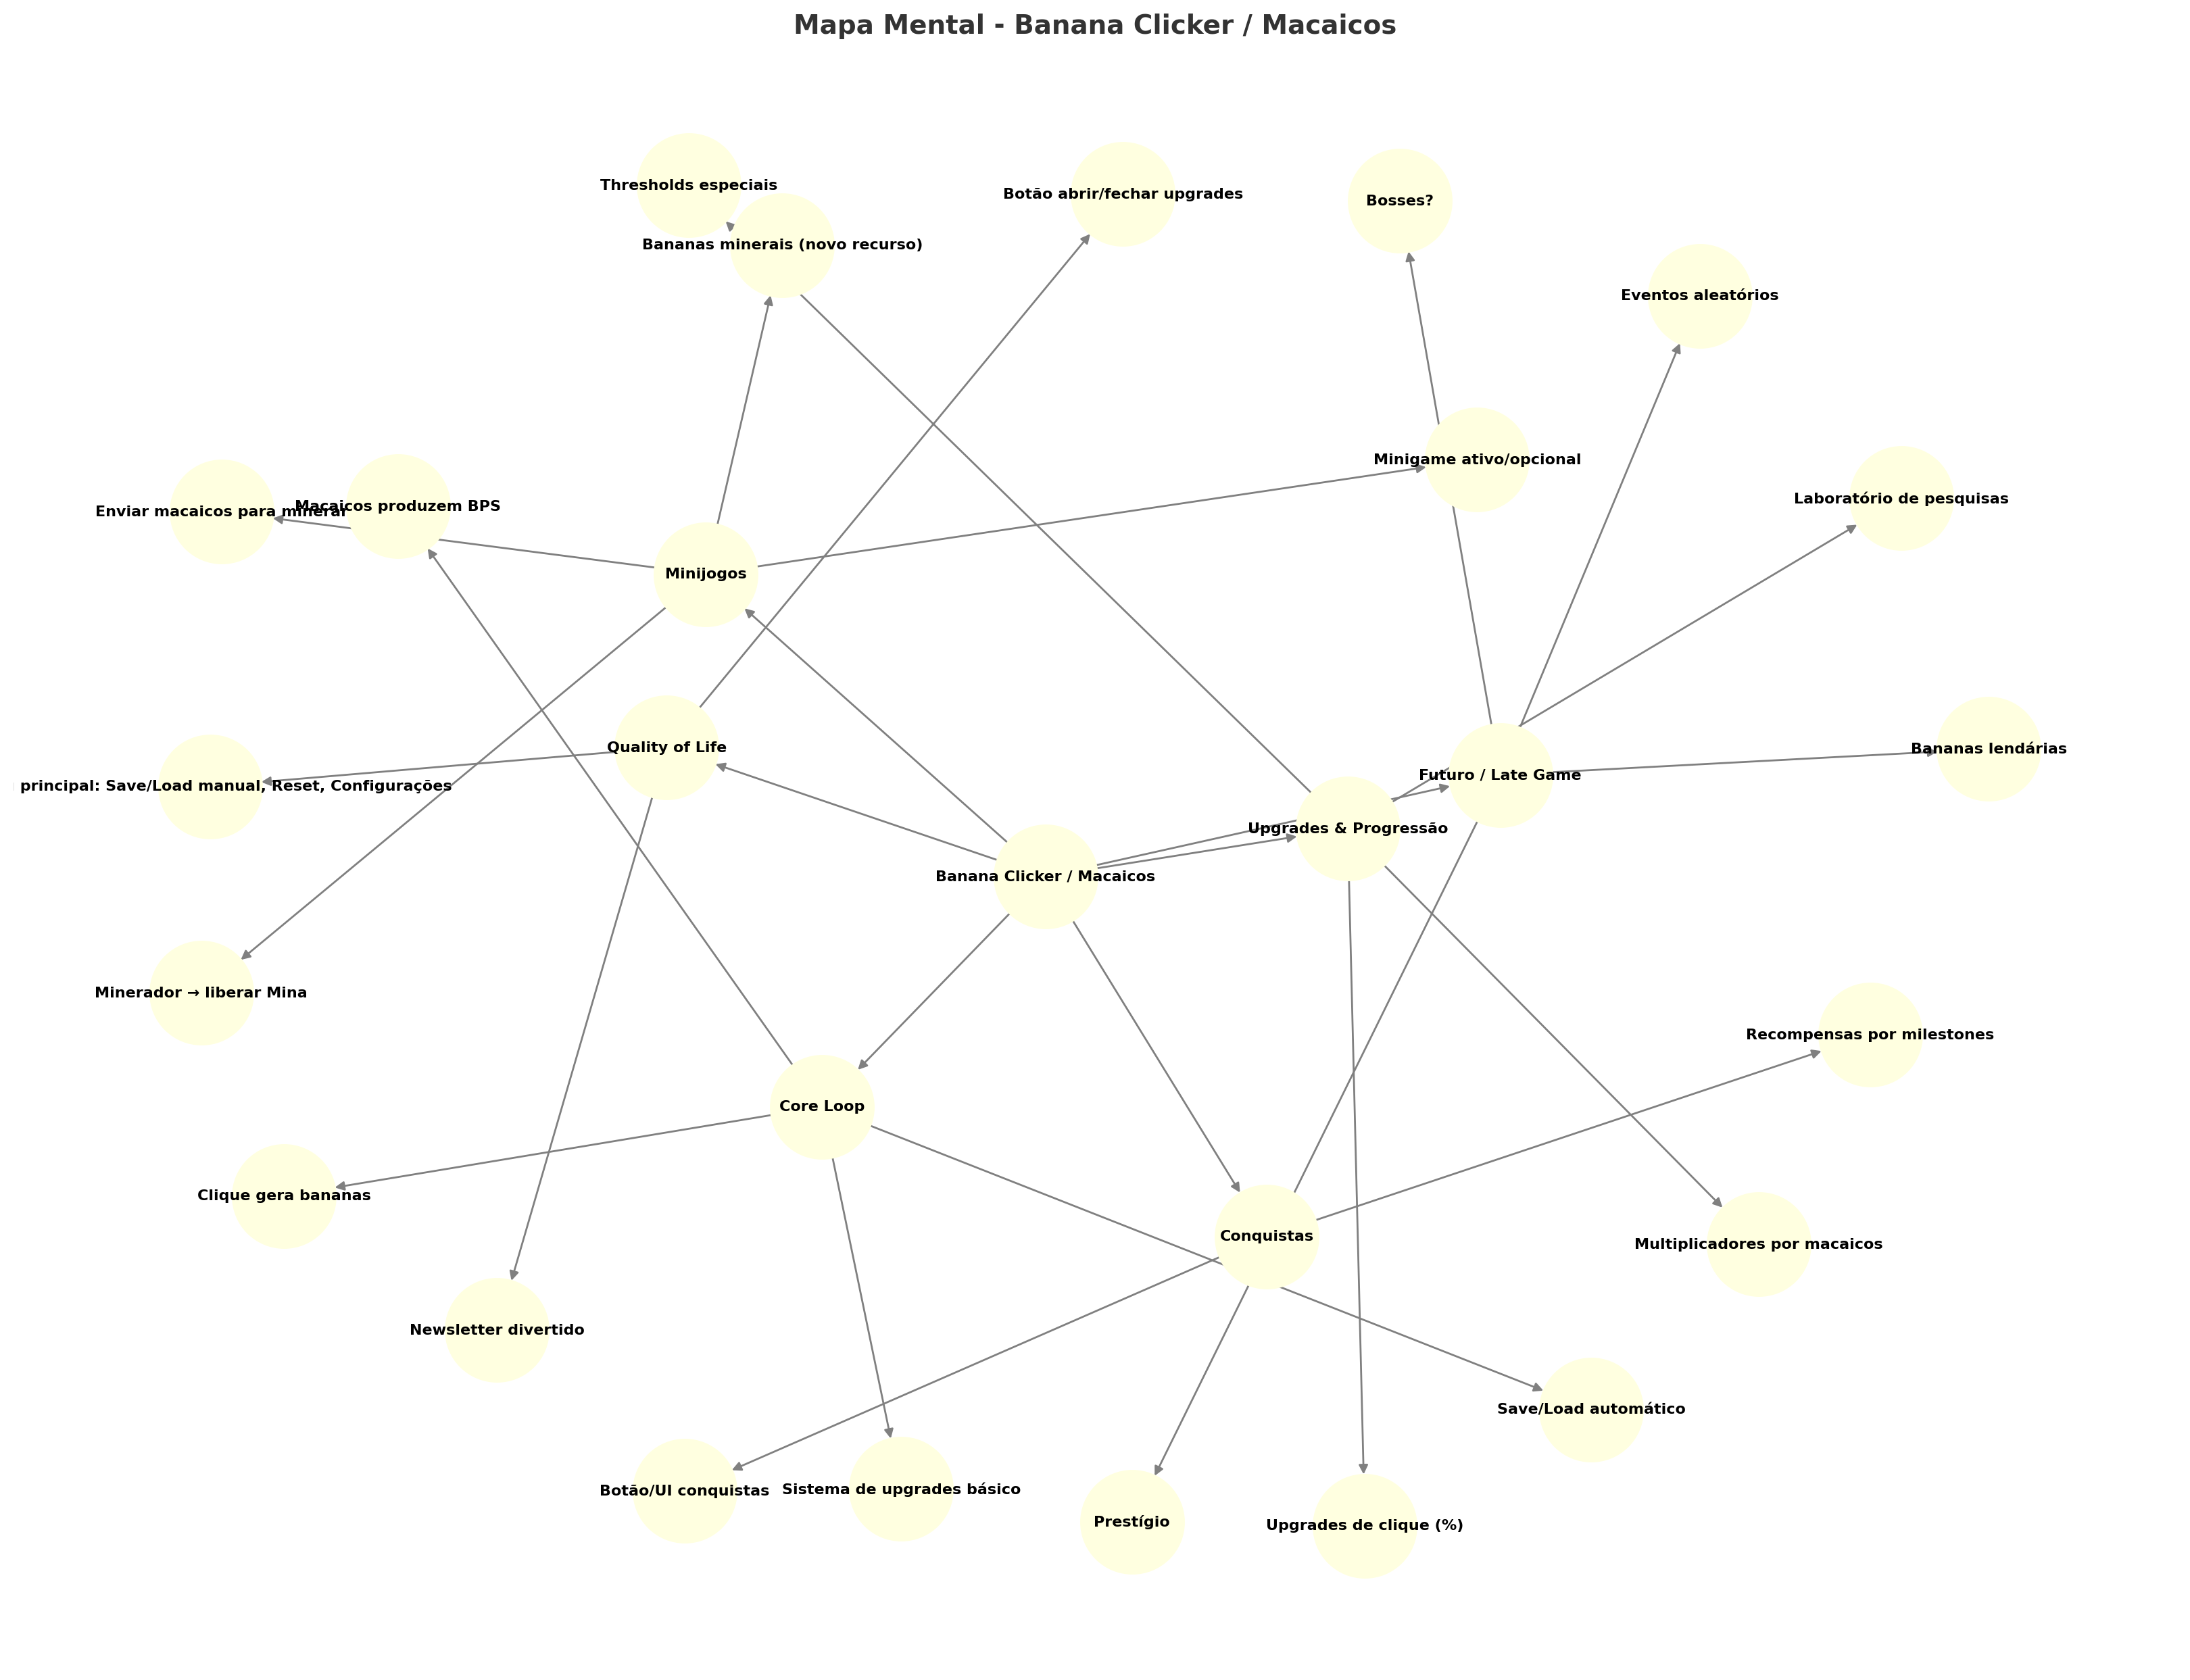 Mapa Mental - Banana Clicker / Macaicos
Thresholds especiais
Botão abrir/fechar upgrades
Bosses?
Bananas minerais (novo recurso)
Eventos aleatórios
Minigame ativo/opcional
Laboratório de pesquisas
Macaicos produzem BPS
Enviar macaicos para minerar
Minijogos
Quality of Life
Bananas lendárias
Futuro / Late Game
principal: Save/Load manual, Reset, Configurações
Upgrades & Progressão
Banana Clicker / Macaicos
Minerador → liberar Mina
Recompensas por milestones
Core Loop
Clique gera bananas
Conquistas
Multiplicadores por macaicos
Newsletter divertido
Save/Load automático
Botão/UI conquistas
Sistema de upgrades básico
Prestígio
Upgrades de clique (%)